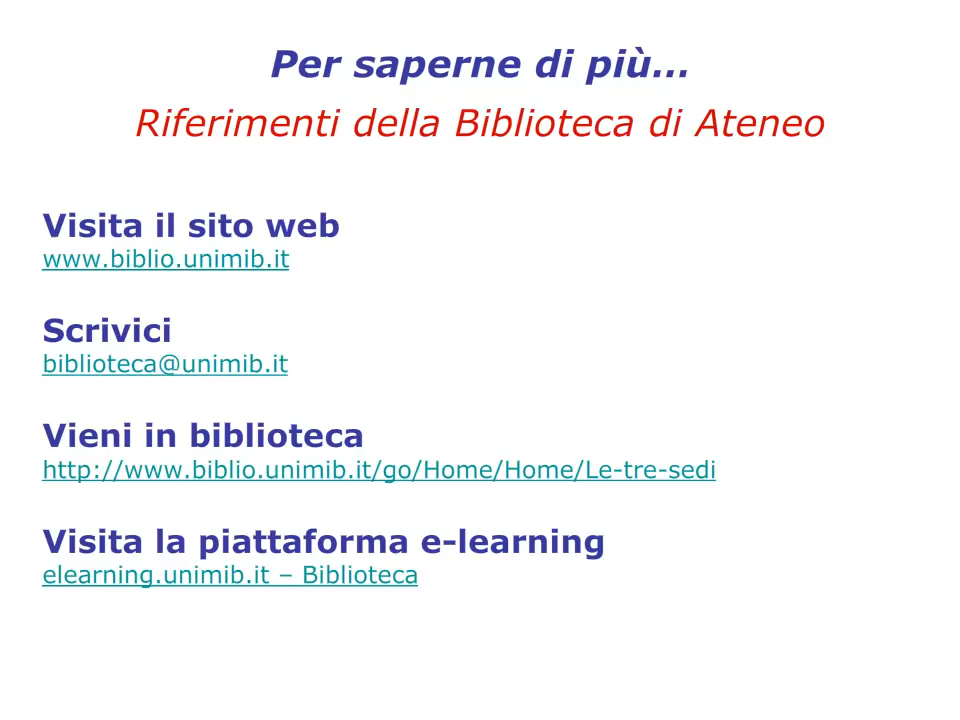 Per saperne di più…
Riferimenti della Biblioteca di Ateneo
Visita il sito web
www.biblio.unimib.it
Scrivici
biblioteca@unimib.it
Vieni in biblioteca
http://www.biblio.unimib.it/go/Home/Home/Le-tre-sedi
Visita la piattaforma e-learning
elearning.unimib.it – Biblioteca